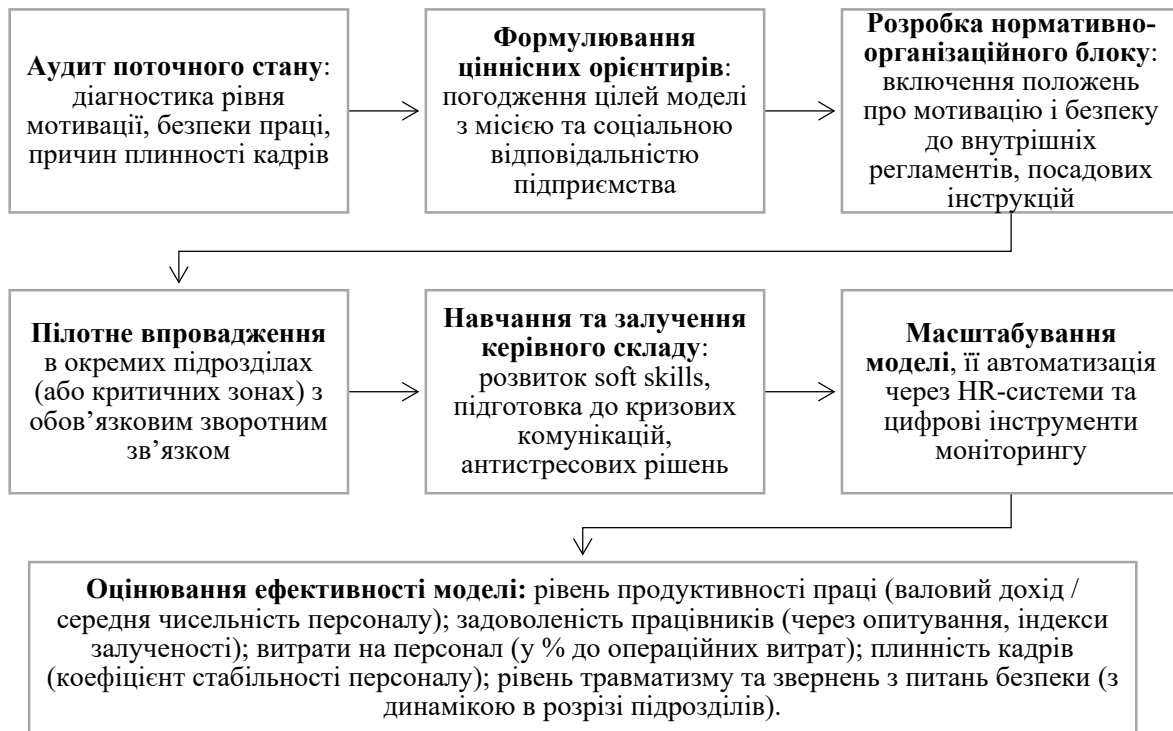 Аудит поточного стану:
діагностика рівня
мотивації, безпеки праці,
причин плинності кадрів
Формулювання
ціннісних орієнтирів:
погодження цілей моделі
з місією та соціальною
відповідальністю
підприємства
Розробка нормативно-
організаційного блоку:
включення положень
про мотивацію і безпеку
до внутрішніх
регламентів, посадових
інструкцій
Пілотне впровадження
в окремих підрозділах
(або критичних зонах) з
обов’язковим зворотним
зв’язком
Навчання та залучення
керівного складу:
розвиток soft skills,
підготовка до кризових
комунікацій,
антистресових рішень
Масштабування
моделі, її автоматизація
через HR-системи та
цифрові інструменти
моніторингу
Оцінювання ефективності моделі: рівень продуктивності праці (валовий дохід /
середня чисельність персоналу); задоволеність працівників (через опитування, індекси
залученості); витрати на персонал (у % до операційних витрат); плинність кадрів
(коефіцієнт стабільності персоналу); рівень травматизму та звернень з питань безпеки (з
динамікою в розрізі підрозділів).